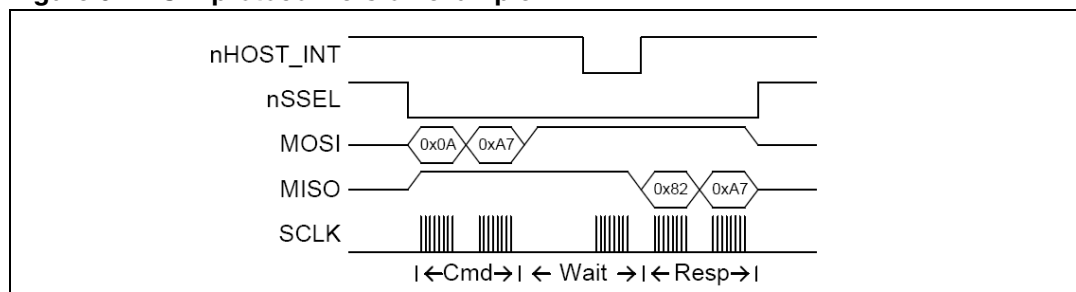 nHOST_INT
nSSEL
MOSI 0x0A 0xA7
MISO 0x82 0xA7
SCLK
Cmd Wait Resp